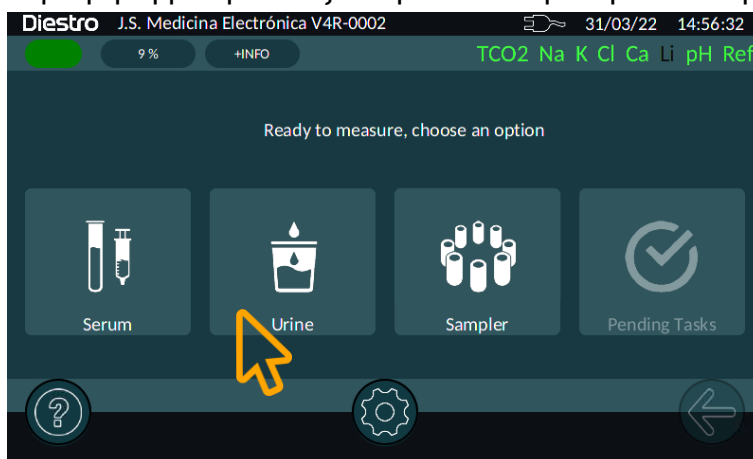 Diestro J.S. Medicina Electrónica V4R-0002 31/03/22 14:56:32
9 % +INFO TCO2 Na K Cl Ca Li pH Ref
Ready to measure, choose an option
Serum Urine Sampler Pending Tasks
?